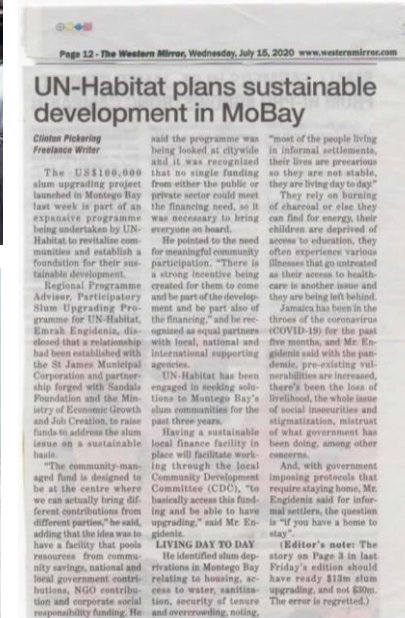 Page 12 - The Western Mirror, Wednesday, July 15, 2020 www.westernmirror.com
UN-Habitat plans sustainable
development in MoBay
Clinton Pickering
Freelance Writer
The US$100,000
slum upgrading project
launched in Montego Bay
last week is part of an
expansive programme
being undertaken by UN-
Habitat to revitalize com-
munities and establish a
foundation for their sus-
tainable development.
Regional Programme
Advisor, Participatory
Slum Upgrading Pro-
gramme for UN-Habitat,
Emrah Engidenis, dis-
closed that a relationship
had been established with
the St James Municipal
Corporation and partner-
ship forged with Sandals
Foundation and the Min-
istry of Economic Growth
and Job Creation, to raise
funds to address the slum
issue on a sustainable
basis.
"The community-man-
aged fund is designed to
be at the centre where
we can actually bring dif-
ferent contributions from
different parties," he said,
adding that the idea was to
have a facility that pools
resources from commu-
nity savings, national and
local government contri-
butions, NGO contribu-
tion and corporate social
responsibility funding. He
said the programme was
being looked at citywide
and it was recognized
that no single funding
from either the public or
private sector could meet
the financing need, so it
was necessary to bring
everyone on board.
He pointed to the need
for meaningful community
participation. "There is
a strong incentive being
created for them to come
and be part of the develop-
ment and be part also of
the financing," and be rec-
ognized as equal partners
with local, national and
international supporting
agencies.
UN-Habitat has been
engaged in seeking solu-
tions to Montego Bay's
slum communities for the
past three years.
Having a sustainable
local finance facility in
place will facilitate work-
ing through the local
Community Development
Committee (CDC), "to
basically access this fund-
ing and be able to have
upgrading," said Mr. En-
gidenis.
LIVING DAY TO DAY
He identified slum dep-
rivations in Montego Bay
relating to housing, ac-
cess to water, sanitiza-
tion, security of tenure
and overcrowding, noting,
"most of the people living
in informal settlements,
their lives are precarious
so they are not stable,
they are living day to day."
They rely on burning
of charcoal or else they
can find for energy, their
children are deprived of
access to education, they
often experience various
illnesses that go untreated
as their access to health-
care is another issue and
they are being left behind.
Jamaica has been in the
throes of the coronavirus
(COVID-19) for the past
five months, and Mr. En-
gidenis said with the pan-
demic, pre-existing vul-
nerabilities are increased,
there's been the loss of
livelihood, the whole issue
of social insecurities and
stigmatization, mistrust
of what government has
been doing, among other
concerns.
And, with government
imposing protocols that
require staying home, Mr.
Engidenis said for infor-
mal settlers, the question
is "if you have a home to
stay".
(Editor's note: The
story on Page 3 in last
Friday's edition should
have ready $13m slum
upgrading, and not $30m.
The error is regretted.)